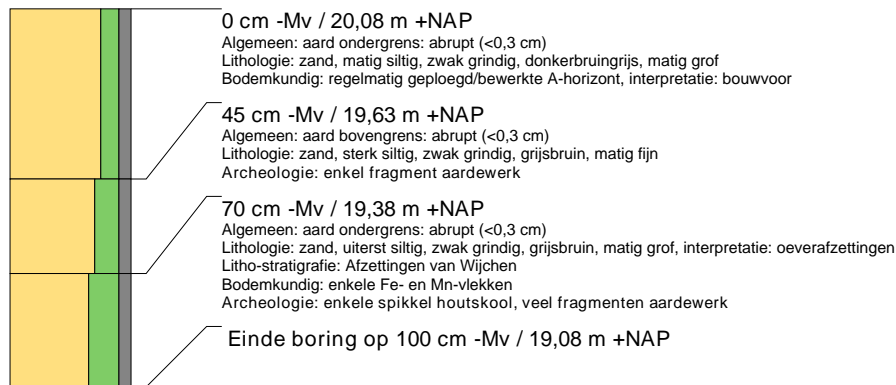 0 cm -Mv / 20,08 m +NAP
Algemeen: aard ondergrens: abrupt (<0,3 cm)
Lithologie: zand, matig siltig, zwak grindig, donkerbruingrijs, matig grof
Bodemkundig: regelmatig geploegd/bewerkte A-horizont, interpretatie: bouwvoor
45 cm -Mv / 19,63 m +NAP
Algemeen: aard bovengrens: abrupt (<0,3 cm)
Lithologie: zand, sterk siltig, zwak grindig, grijsbruin, matig fijn
Archeologie: enkel fragment aardewerk
70 cm -Mv / 19,38 m +NAP
Algemeen: aard ondergrens: abrupt (<0,3 cm)
Lithologie: zand, uiterst siltig, zwak grindig, grijsbruin, matig grof, interpretatie: oeverafzettingen
Litho-stratigrafie: Afzettingen van Wijchen
Bodemkundig: enkele Fe- en Mn-vlekken
Archeologie: enkele spikkel houtskool, veel fragmenten aardewerk
Einde boring op 100 cm -Mv / 19,08 m +NAP